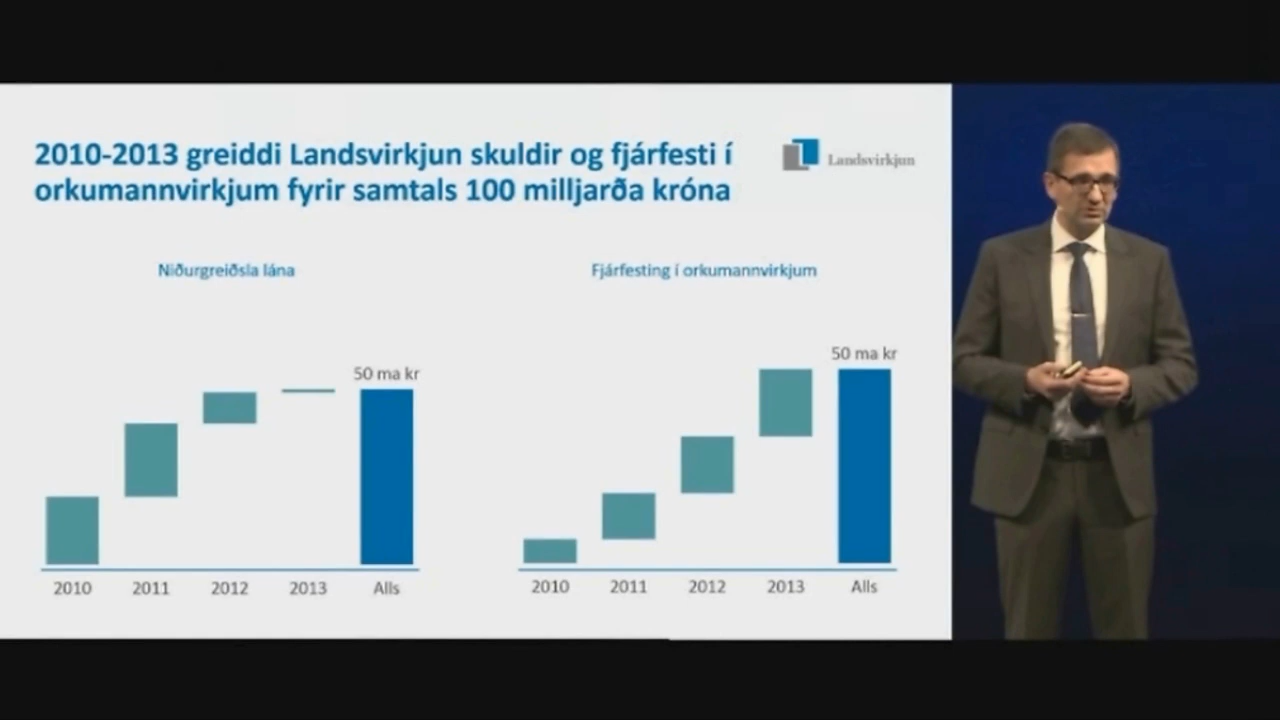 2010-2013 greiddi Landsvirkjun skuldir og fjárfesti í
orkumannvirkjum fyrir samtals 100 milljarða króna
Landsvirkjun
Niðurgreiðsla lána
50 ma kr
2010 2011 2012 2013 Alls
Fjárfesting í orkumannvirkjum
50 ma kr
2010 2011 2012 2013 Alls